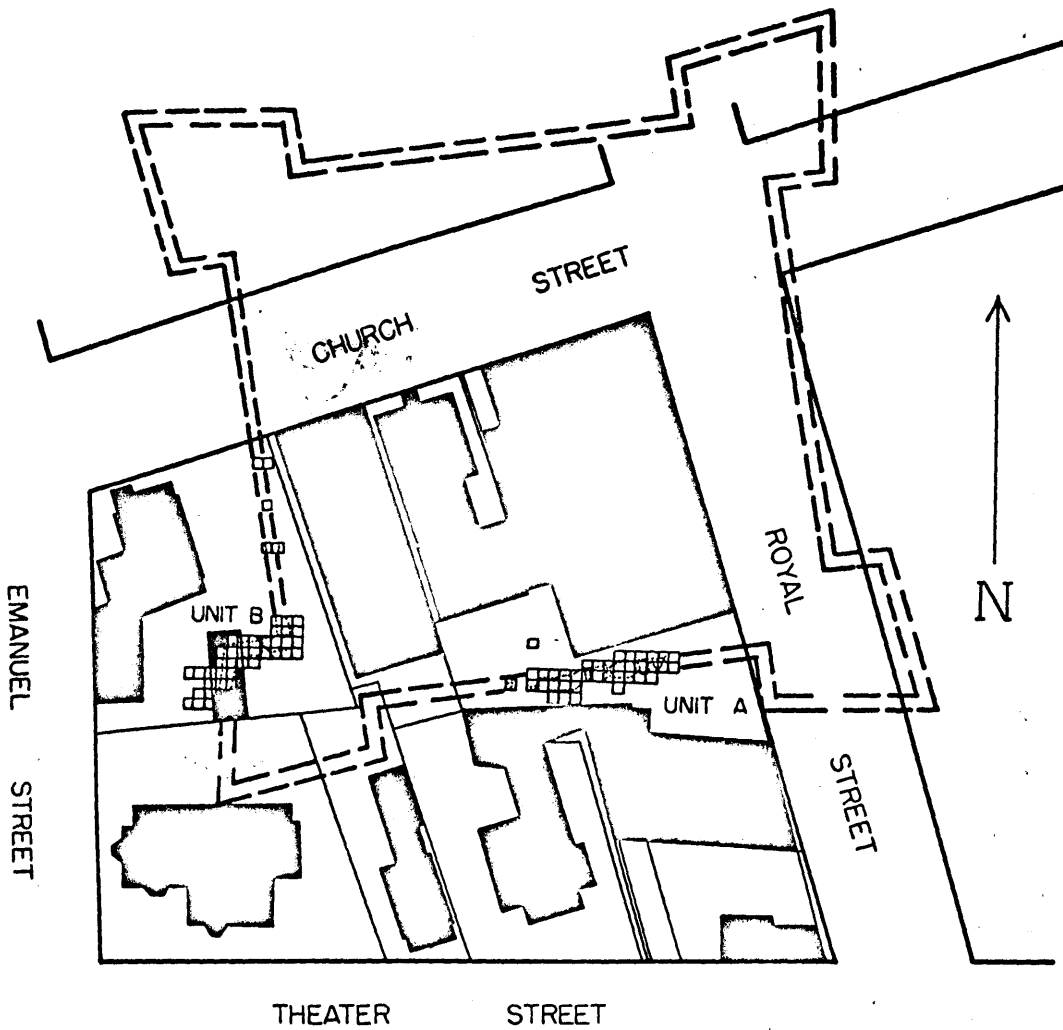 CHURCH STREET
ROYAL STREET
N
UNIT B
UNIT A
EMANUEL STREET
THEATER STREET